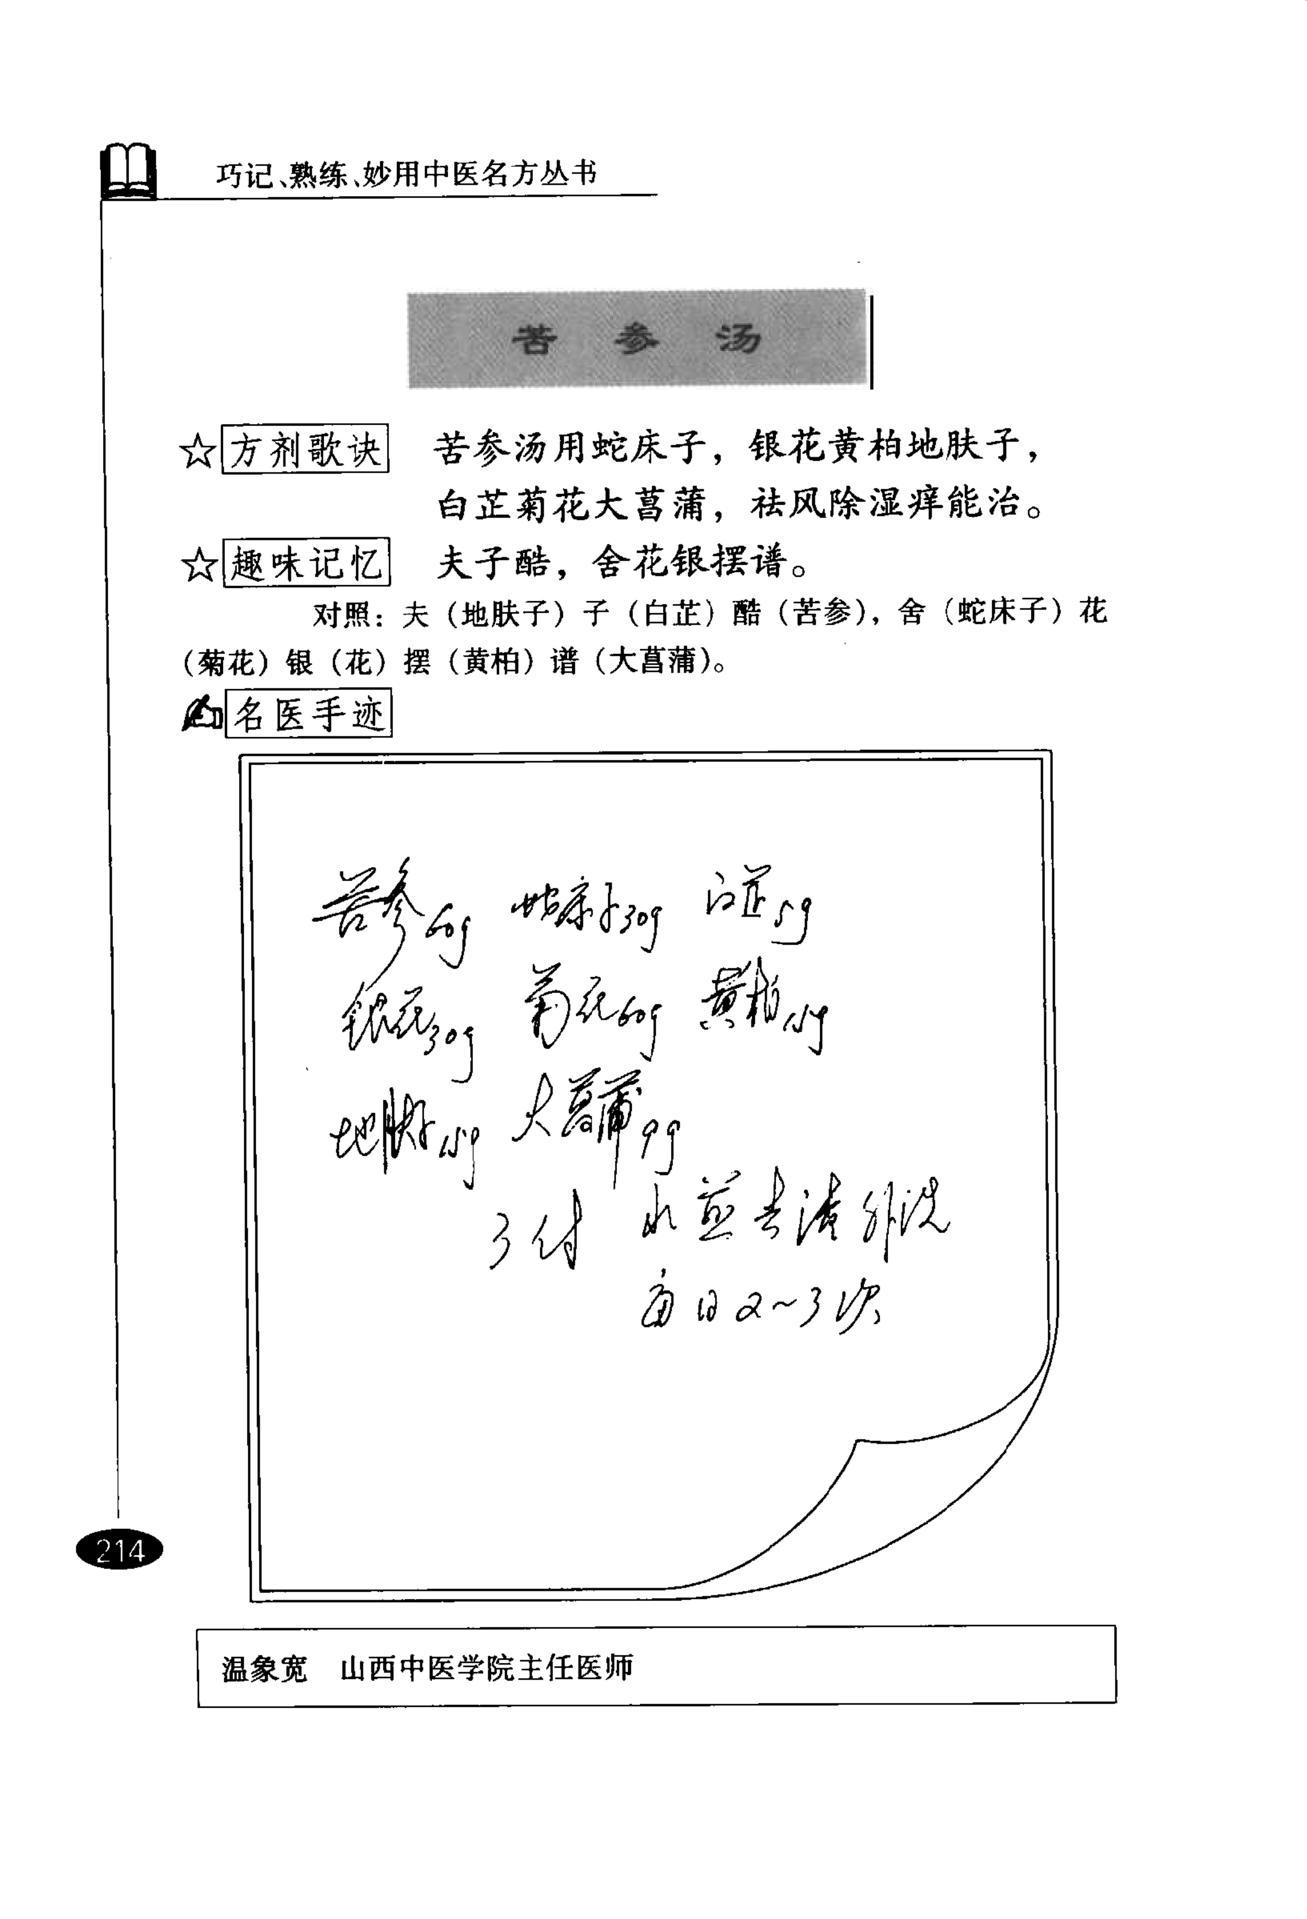 巧记、熟练、妙用中医名方丛书
苦参汤
☆方剂歌诀 苦参汤用蛇床子，银花黄柏地肤子，
白芷菊花大菖蒲，祛风除湿痒能治。
☆趣味记忆 夫子酷，舍花银摆谱。
对照：夫（地肤子）子（白芷）酷（苦参），舍（蛇床子）花
（菊花）银（花）摆（黄柏）谱（大菖蒲）。
名医手迹
苦参60g 蛇床子30g 白芷15g
银花30g 菊花60g 黄柏15g
地肤子15g 大菖蒲9g
3付 水煎去渣外洗
每日2~3次
214
温象宽 山西中医学院主任医师